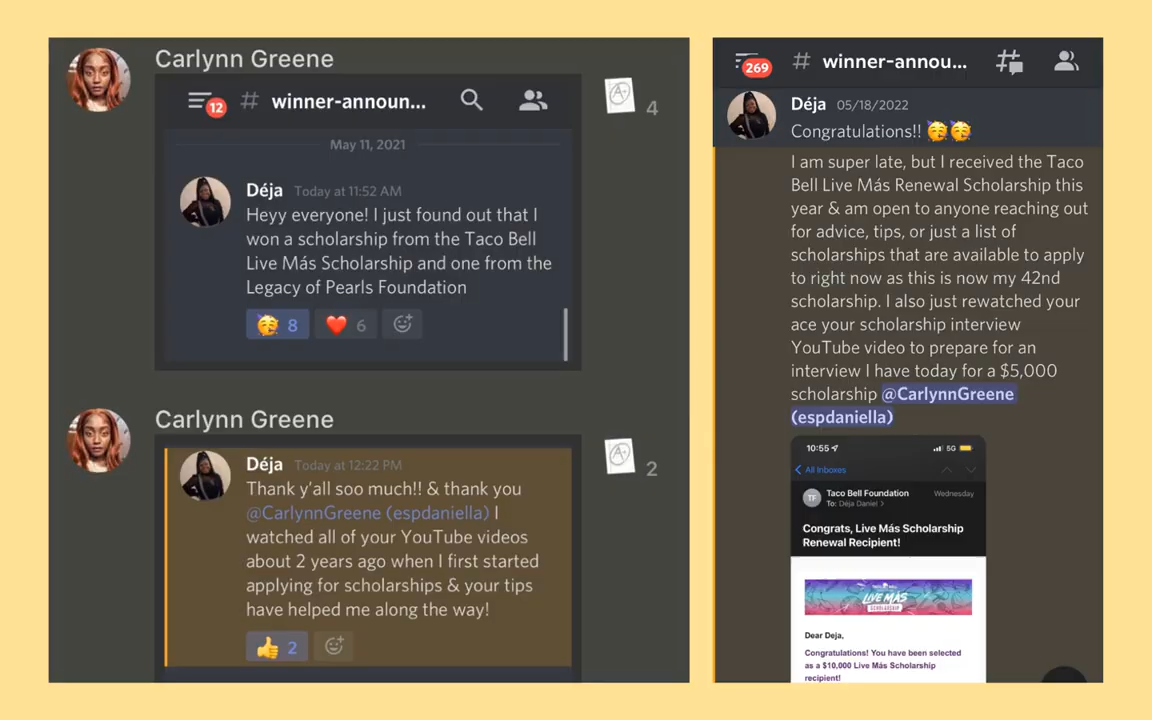 Carlynn Greene
12
# winner-announ...
4
May 11, 2021
Déja Today at 11:52 AM
Heyy everyone! I just found out that I
won a scholarship from the Taco Bell
Live Más Scholarship and one from the
Legacy of Pearls Foundation
🥳 8 ❤️ 6
Carlynn Greene
2
Déja Today at 12:22 PM
Thank y'all soo much!! & thank you
@CarlynnGreene (espdaniella) I
watched all of your YouTube videos
about 2 years ago when I first started
applying for scholarships & your tips
have helped me along the way!
👍 2
269
# winner-annou...
Déja 05/18/2022
Congratulations!! 🥳🥳
I am super late, but I received the Taco
Bell Live Más Renewal Scholarship this
year & am open to anyone reaching out
for advice, tips, or just a list of
scholarships that are available to apply
to right now as this is now my 42nd
scholarship. I also just rewatched your
ace your scholarship interview
YouTube video to prepare for an
interview I have today for a $5,000
scholarship @CarlynnGreene
(espdaniella)
10:55 5G
All Inboxes
TF Taco Bell Foundation Wednesday
To: Déja Daniel >
Congrats, Live Más Scholarship
Renewal Recipient!
LIVE MÁS
SCHOLARSHIP
Dear Deja,
Congratulations! You have been selected
as a $10,000 Live Más Scholarship
recipient!